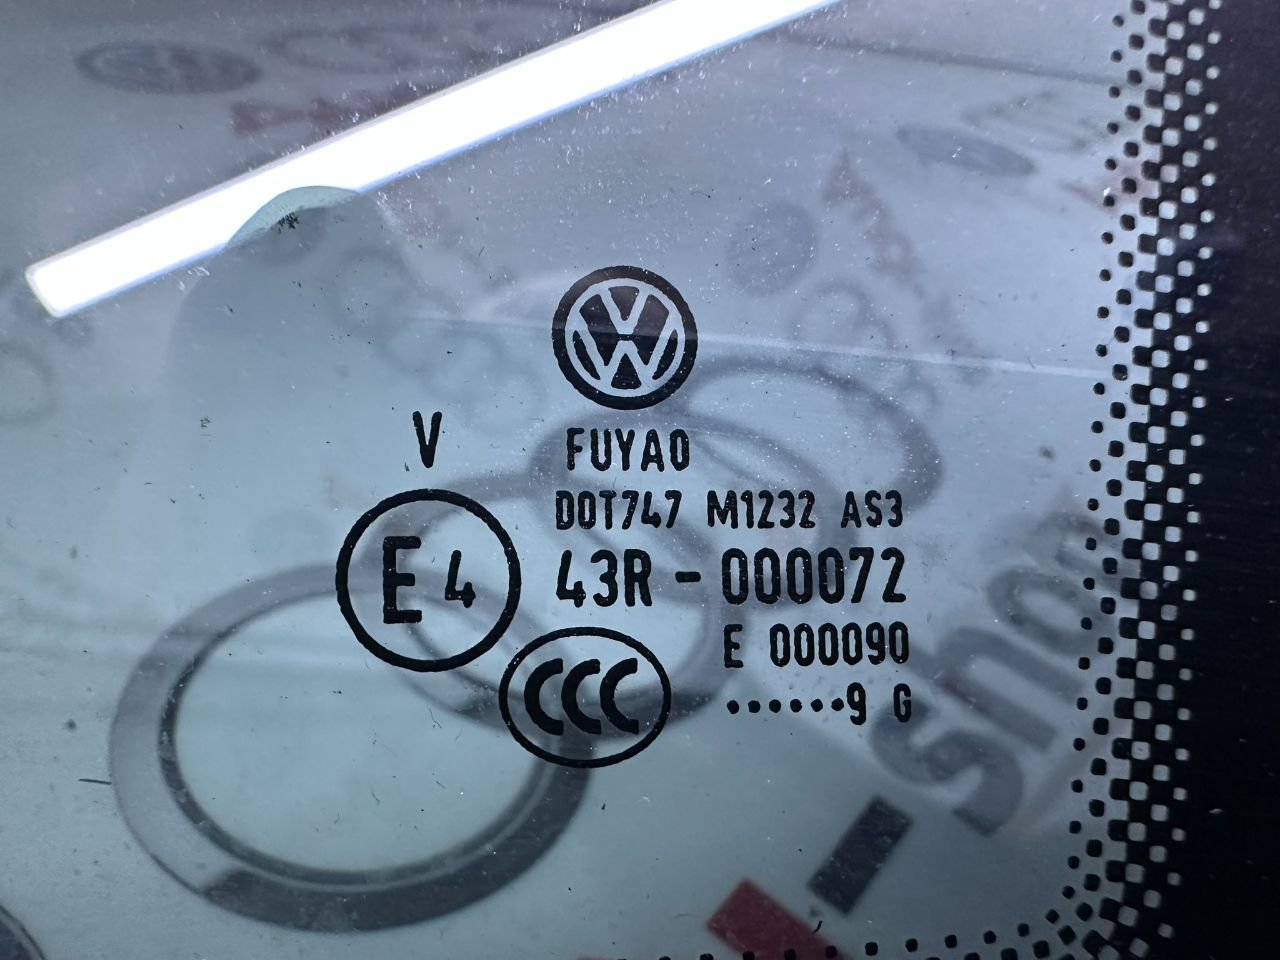 V FUYAO
DOT747 M1232 AS3
E4 43R-000072
E 000090
CCC
••••••9 G